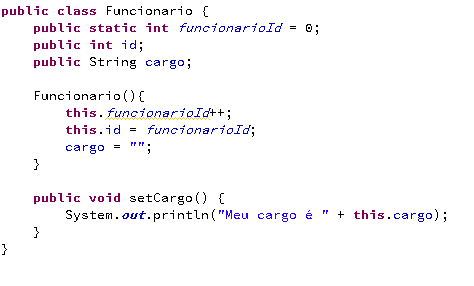 public class Funcionario {
    public static int funcionarioId = 0;
    public int id;
    public String cargo;

    Funcionario(){
        this.funcionarioId++;
        this.id = funcionarioId;
        cargo = "";
    }

    public void setCargo() {
        System.out.println("Meu cargo é " + this.cargo);
    }
}